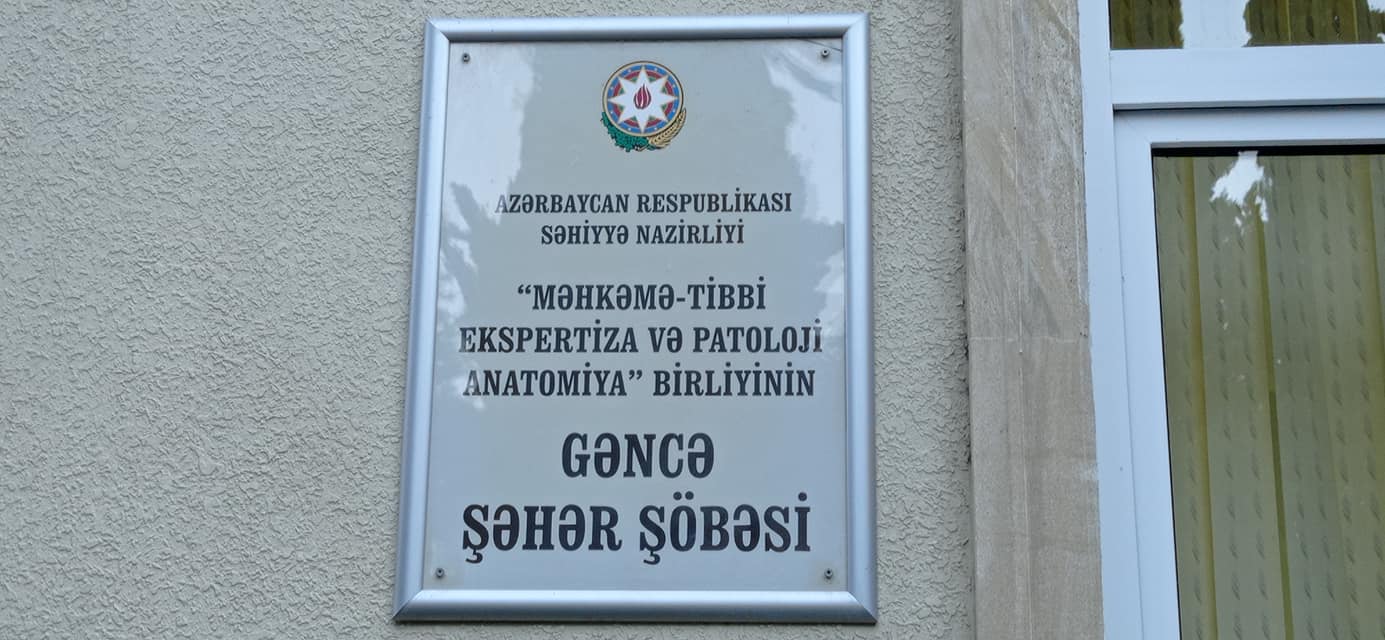 AZƏRBAYCAN RESPUBLİKASI
SƏHİYYƏ NAZİRLİYİ
“MƏHKƏMƏ-TİBBİ
EKSPERTİZA VƏ PATOLOJİ
ANATOMİYA” BİRLİYİNİN
GƏNCƏ
ŞƏHƏR ŞÖBƏSİ